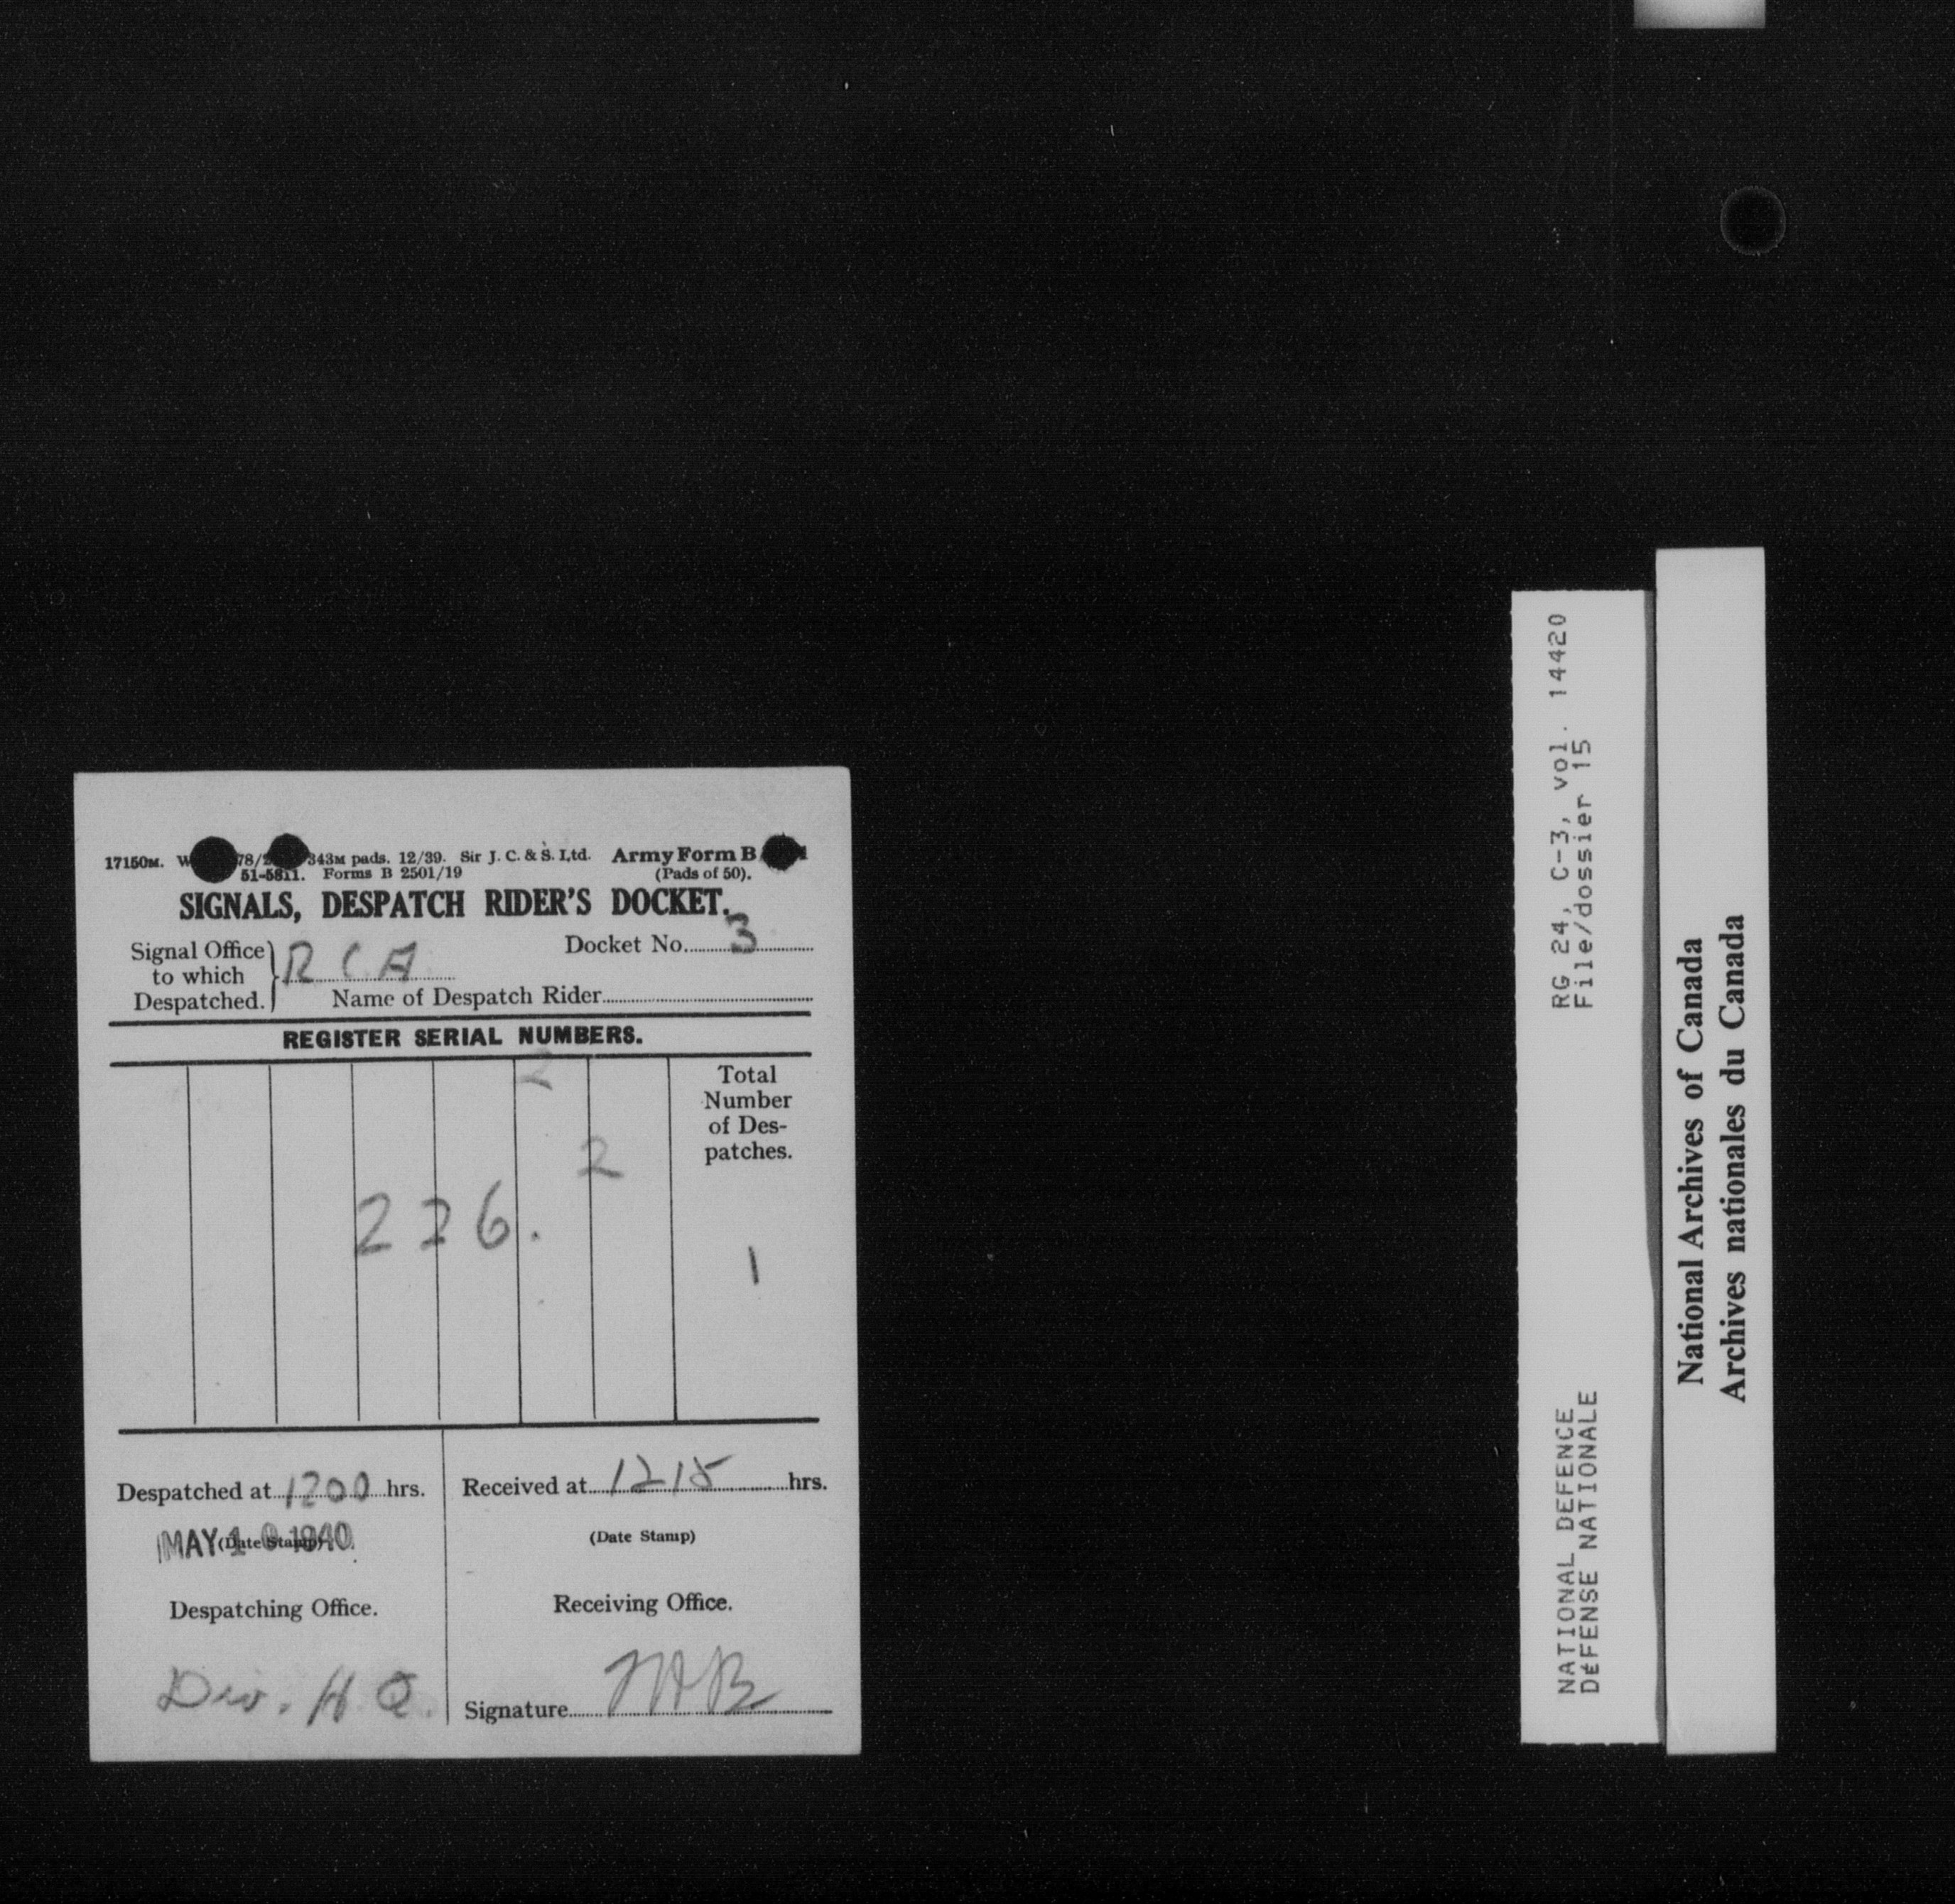 17150M. W 78/2 343M pads. 12/39. Sir J. C. & S. Ltd. Army Form B
51-5811. Forms B 2501/19 (Pads of 50).
SIGNALS, DESPATCH RIDER'S DOCKET.
Signal Office to which Despatched. } R C A
Docket No. 3
Name of Despatch Rider
REGISTER SERIAL NUMBERS.
Total
Number
of Des-
patches.
2
2
226.
1
Despatched at 1200 hrs.
MAY 1 0 1940
(Date Stamp)
Despatching Office.
Div. H Q.
Received at 1215 hrs.
(Date Stamp)
Receiving Office.
Signature
RG 24, C-3, vol. 14420
File/dossier 15
NATIONAL DEFENCE
DÉFENSE NATIONALE
National Archives of Canada
Archives nationales du Canada